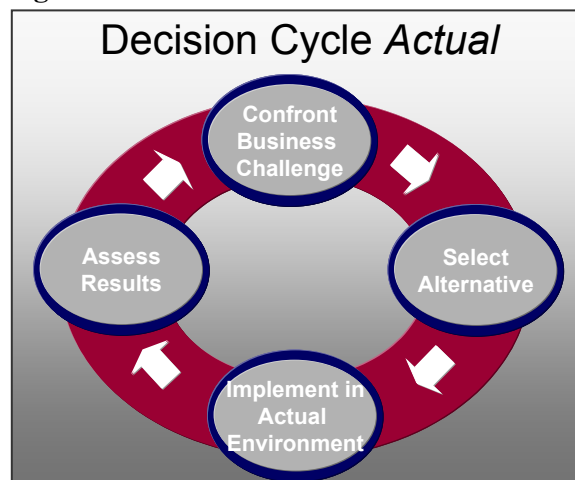 Decision Cycle Actual
Confront
Business
Challenge
Assess
Results
Select
Alternative
Implement in
Actual
Environment